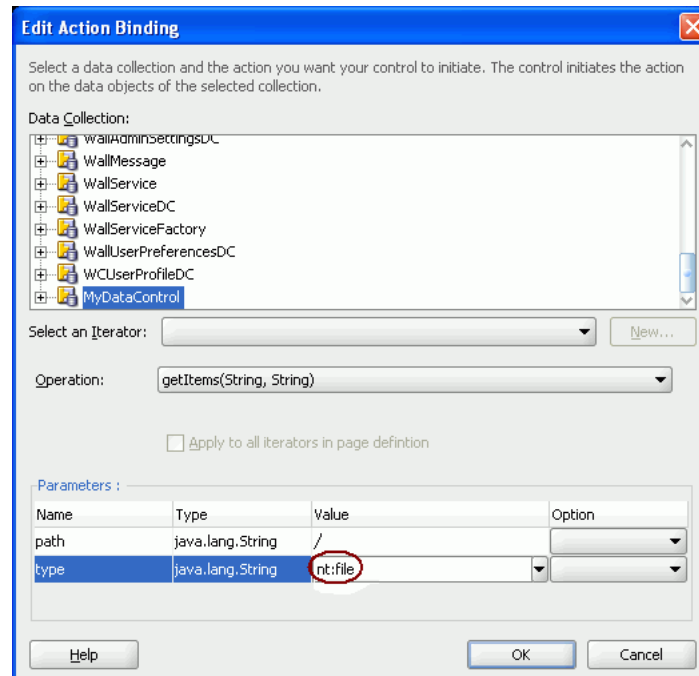 Edit Action Binding
Select a data collection and the action you want your control to initiate. The control initiates the action
on the data objects of the selected collection.
Data Collection:
WallAdminSettingsDC
WallMessage
WallService
WallServiceDC
WallServiceFactory
WallUserPreferencesDC
WCUserProfileDC
MyDataControl
Select an Iterator:
New...
Operation: getItems(String, String)
Apply to all iterators in page defintion
Parameters :
Name Type Value Option
path java.lang.String /
type java.lang.String nt:file
Help OK Cancel